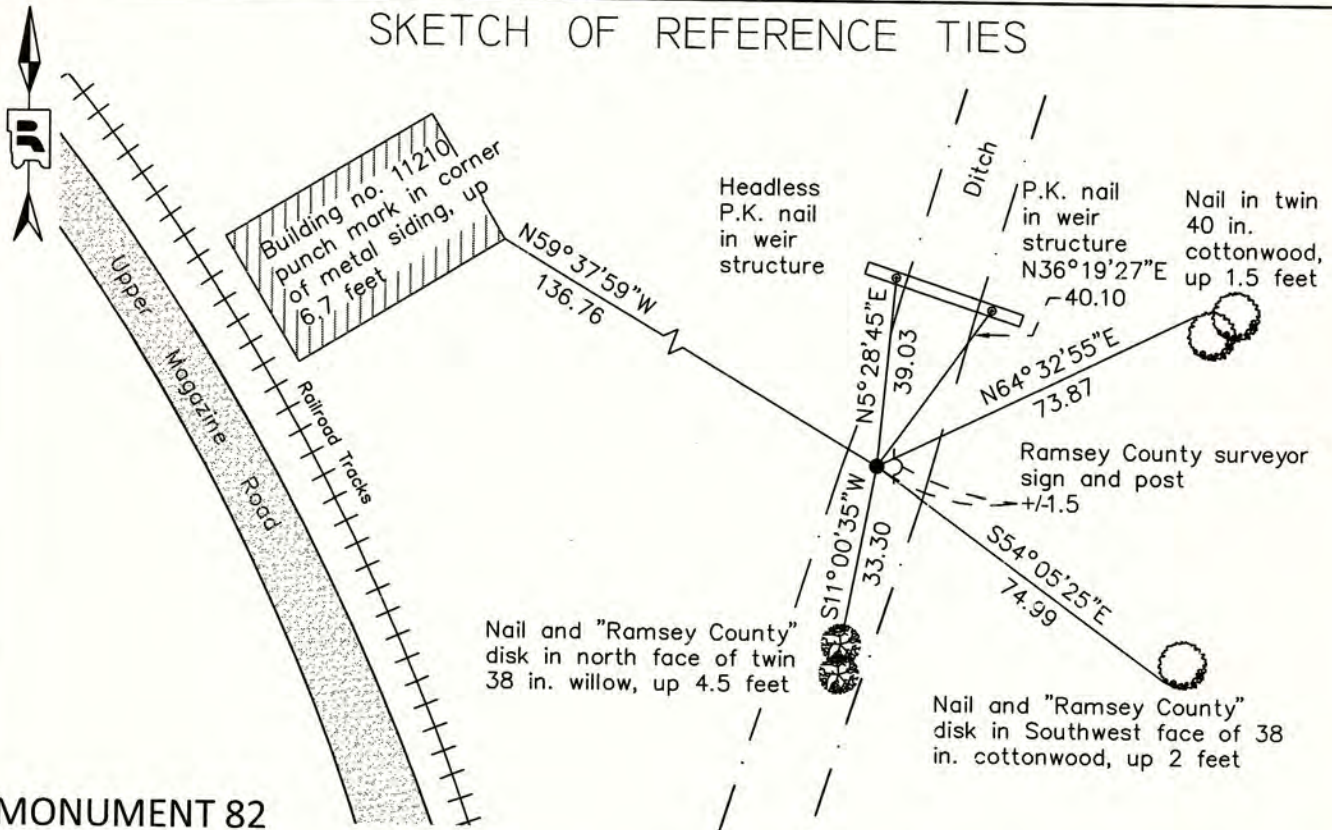 SKETCH OF REFERENCE TIES
Building no. 11210
punch mark in corner
of metal siding, up
6,7 feet
N59°37'59"W
136.76
Headless
P.K. nail
in weir
structure
Ditch
P.K. nail
in weir
structure
N36°19'27"E
40.10
Nail in twin
40 in.
cottonwood,
up 1.5 feet
Upper
Magazine
Road
Railroad Tracks
N5°28'45"E
39.03
N64°32'55"E
73.87
Ramsey County surveyor
sign and post
+/-1.5
S11°00'35"W
33.30
S54°05'25"E
74.99
Nail and "Ramsey County"
disk in north face of twin
38 in. willow, up 4.5 feet
Nail and "Ramsey County"
disk in Southwest face of 38
in. cottonwood, up 2 feet
MONUMENT 82
R